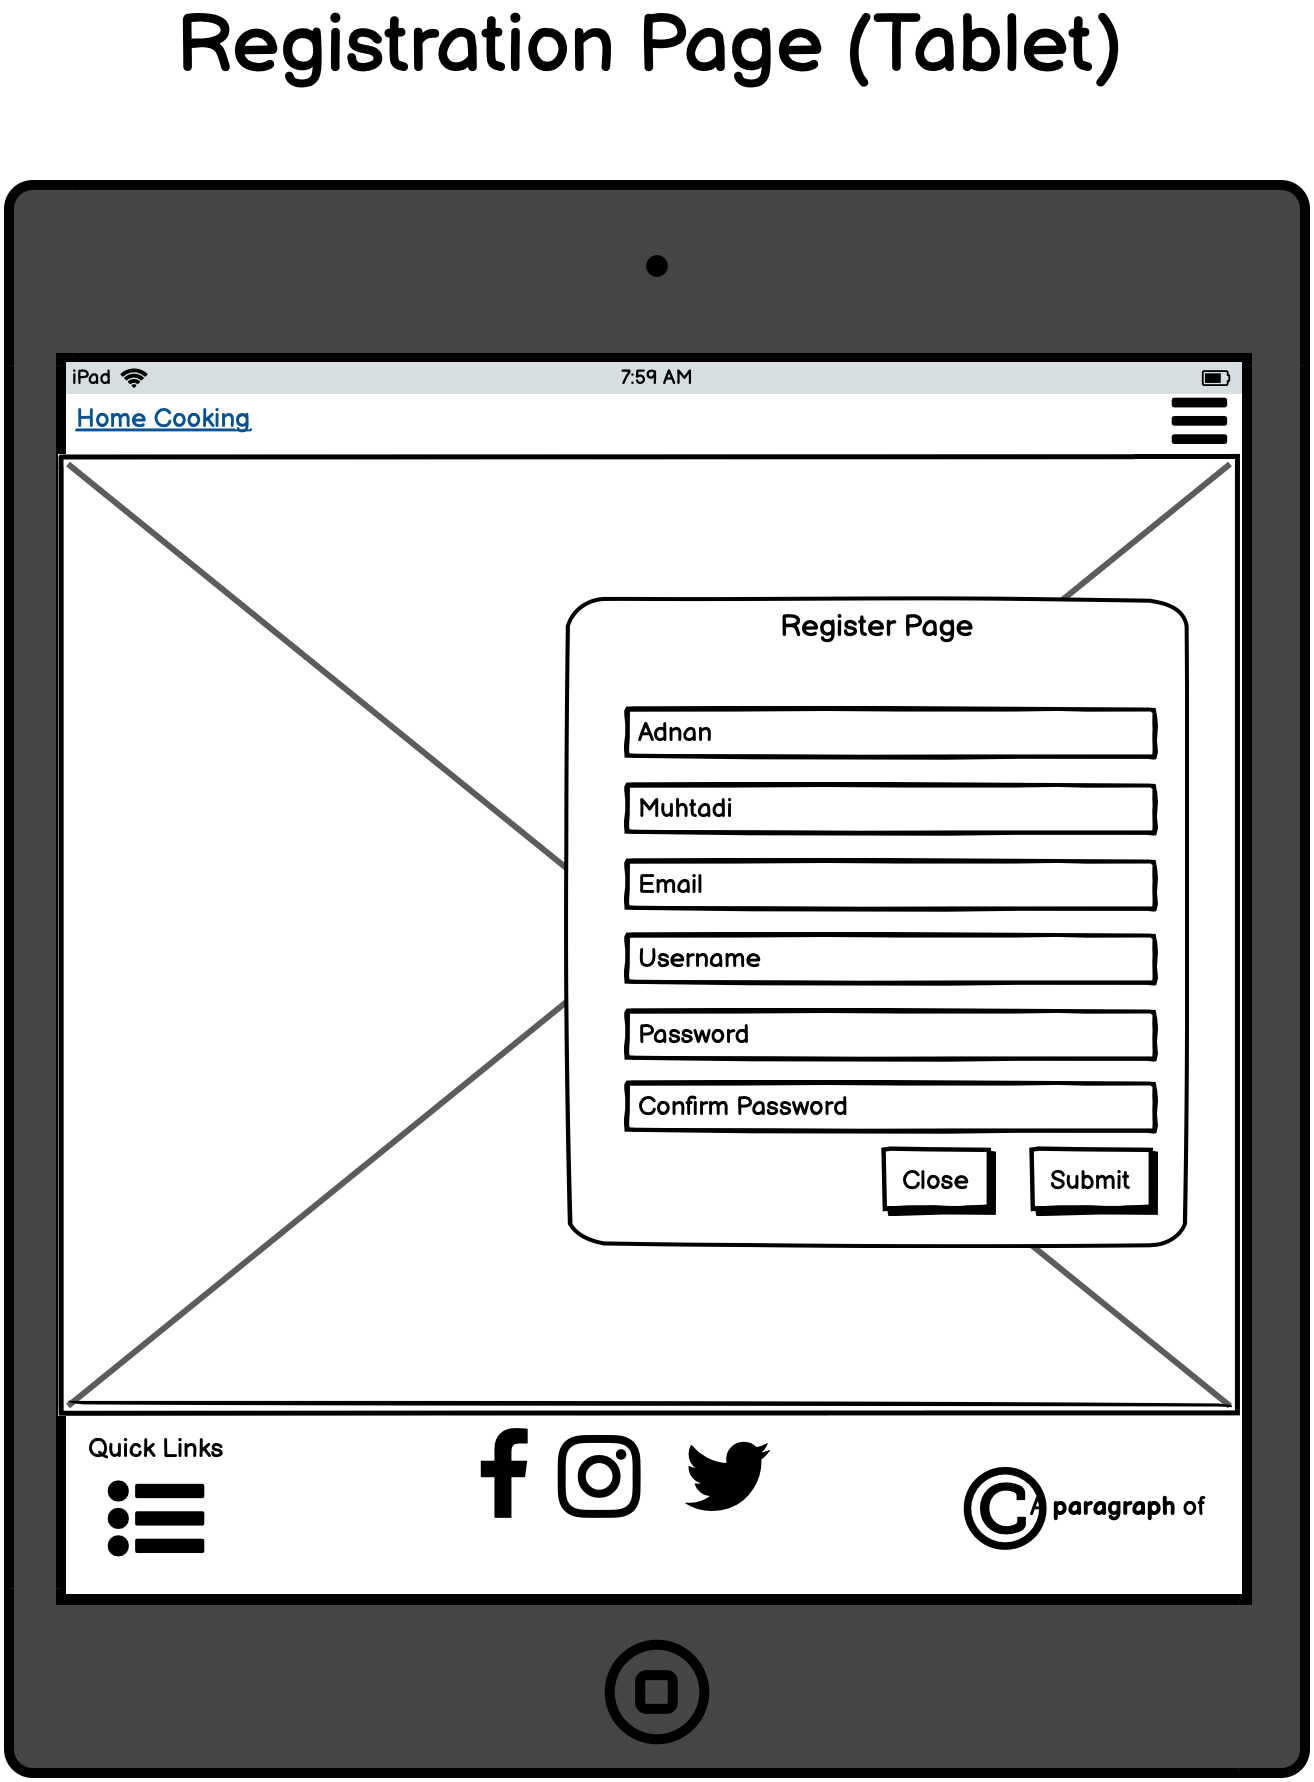 Registration Page (Tablet)
iPad 7:59 AM
Home Cooking
Register Page
Adnan
Muhtadi
Email
Username
Password
Confirm Password
Close Submit
Quick Links
A paragraph of